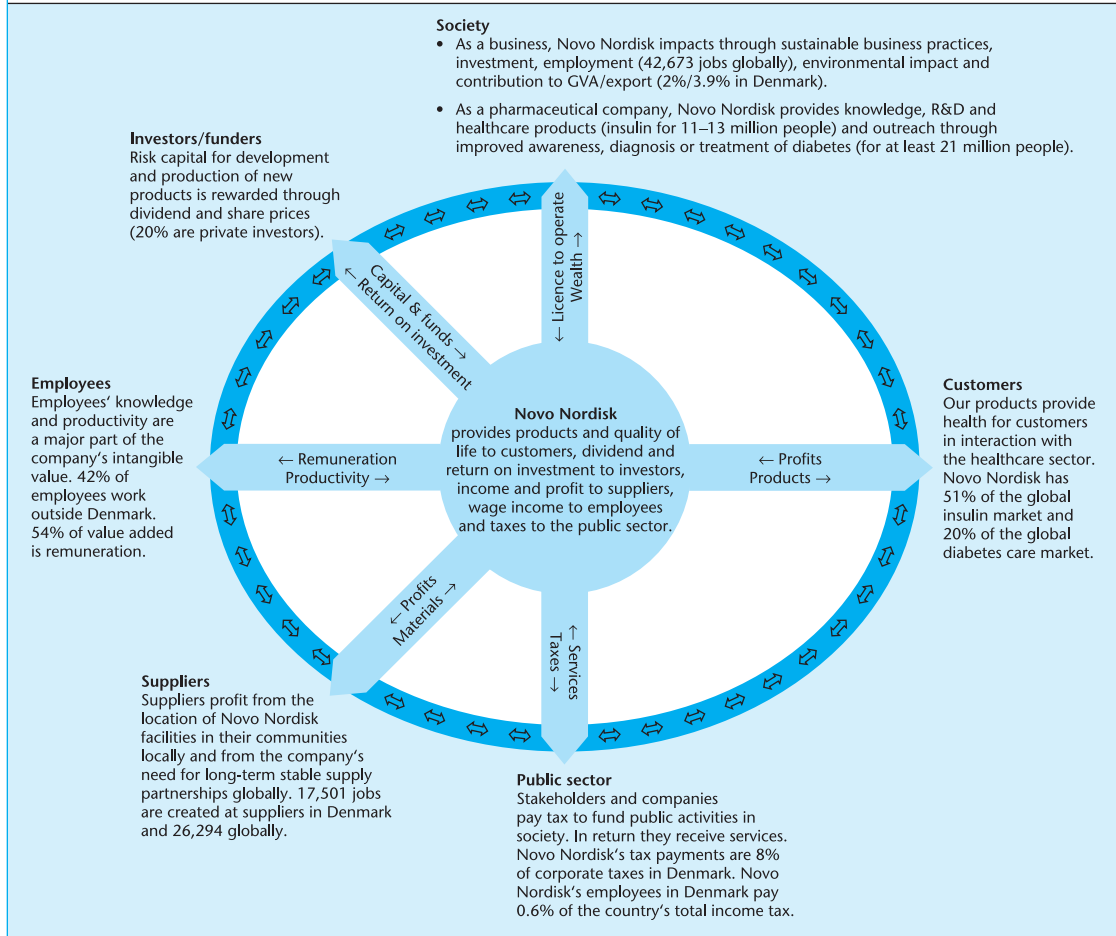 Society
• As a business, Novo Nordisk impacts through sustainable business practices,
investment, employment (42,673 jobs globally), environmental impact and
contribution to GVA/export (2%/3.9% in Denmark).
• As a pharmaceutical company, Novo Nordisk provides knowledge, R&D and
healthcare products (insulin for 11–13 million people) and outreach through
improved awareness, diagnosis or treatment of diabetes (for at least 21 million people).
Investors/funders
Risk capital for development
and production of new
products is rewarded through
dividend and share prices
(20% are private investors).
← Licence to operate
Wealth →
Capital & funds →
← Return on investment
Employees
Employees‘ knowledge
and productivity are
a major part of the
company‘s intangible
value. 42% of
employees work
outside Denmark.
54% of value added
is remuneration.
← Remuneration
Productivity →
Novo Nordisk
provides products and quality of
life to customers, dividend and
return on investment to investors,
income and profit to suppliers,
wage income to employees
and taxes to the public sector.
← Profits
Products →
Customers
Our products provide
health for customers
in interaction with
the healthcare sector.
Novo Nordisk has
51% of the global
insulin market and
20% of the global
diabetes care market.
← Profits
Materials →
← Services
Taxes →
Suppliers
Suppliers profit from the
location of Novo Nordisk
facilities in their communities
locally and from the company‘s
need for long-term stable supply
partnerships globally. 17,501 jobs
are created at suppliers in Denmark
and 26,294 globally.
Public sector
Stakeholders and companies
pay tax to fund public activities in
society. In return they receive services.
Novo Nordisk‘s tax payments are 8%
of corporate taxes in Denmark. Novo
Nordisk‘s employees in Denmark pay
0.6% of the country‘s total income tax.